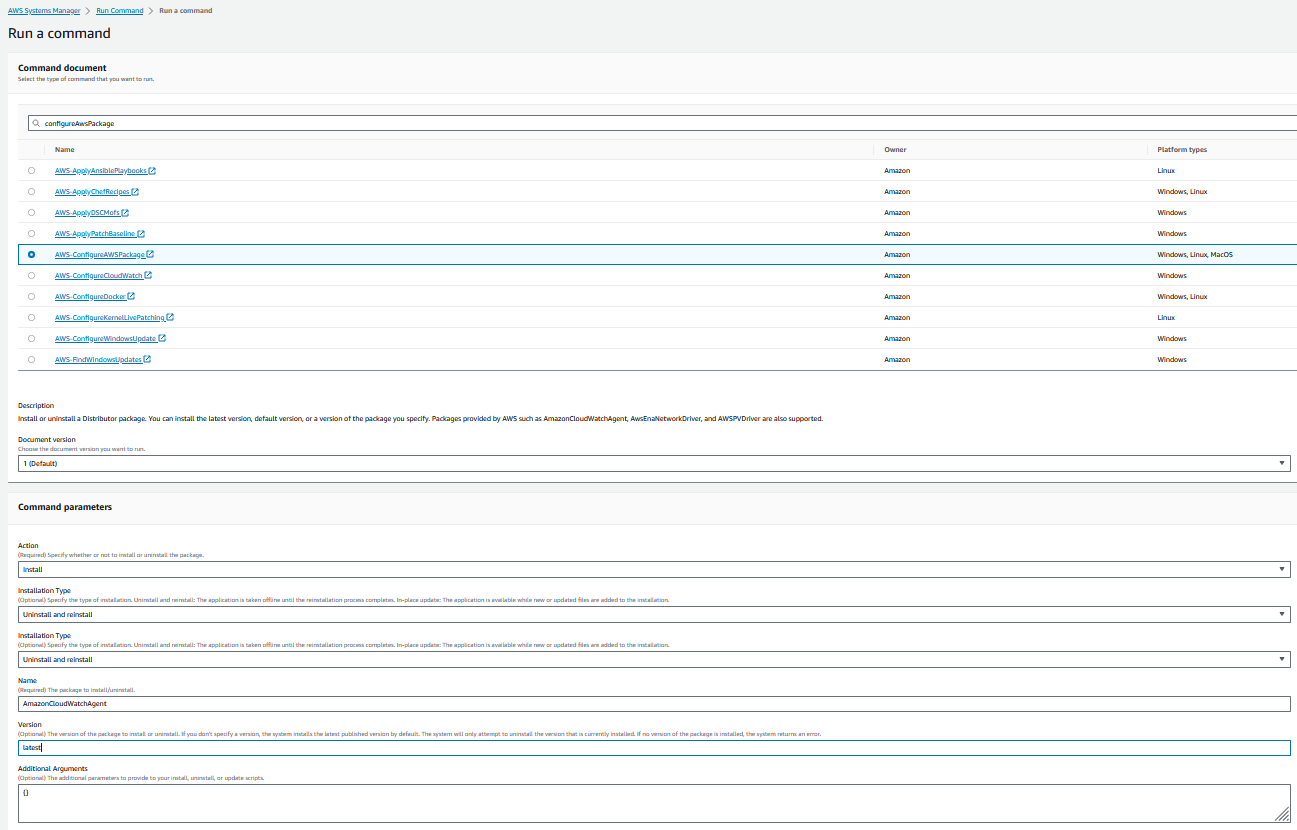 AWS Systems Manager > Run Command > Run a command
Run a command
Command document
Select the type of command that you want to run.
configureAwsPackage
Name Owner Platform types
AWS-ApplyAnsiblePlaybooks Amazon Linux
AWS-ApplyChefRecipes Amazon Windows, Linux
AWS-ApplyDSCMofs Amazon Windows
AWS-ApplyPatchBaseline Amazon Windows
AWS-ConfigureAWSPackage Amazon Windows, Linux, MacOS
AWS-ConfigureCloudWatch Amazon Windows
AWS-ConfigureDocker Amazon Windows, Linux
AWS-ConfigureKernelLivePatching Amazon Linux
AWS-ConfigureWindowsUpdate Amazon Windows
AWS-FindWindowsUpdates Amazon Windows
Description
Install or uninstall a Distributor package. You can install the latest version, default version, or a version of the package you specify. Packages provided by AWS such as AmazonCloudWatchAgent, AwsEnaNetworkDriver, and AWSPVDriver are also supported.
Document version
Choose the document version you want to run.
1 (Default)
Command parameters
Action
(Required) Specify whether or not to install or uninstall the package.
Install
Installation Type
(Optional) Specify the type of installation. Uninstall and reinstall: The application is taken offline until the reinstallation process completes. In-place update: The application is available while new or updated files are added to the installation.
Uninstall and reinstall
Installation Type
(Optional) Specify the type of installation. Uninstall and reinstall: The application is taken offline until the reinstallation process completes. In-place update: The application is available while new or updated files are added to the installation.
Uninstall and reinstall
Name
(Required) The package to install/uninstall.
AmazonCloudWatchAgent
Version
(Optional) The version of the package to install or uninstall. If you don't specify a version, the system installs the latest published version by default. The system will only attempt to uninstall the version that is currently installed. If no version of the package is installed, the system returns an error.
latest
Additional Arguments
(Optional) The additional parameters to provide to your install, uninstall, or update scripts.
{}